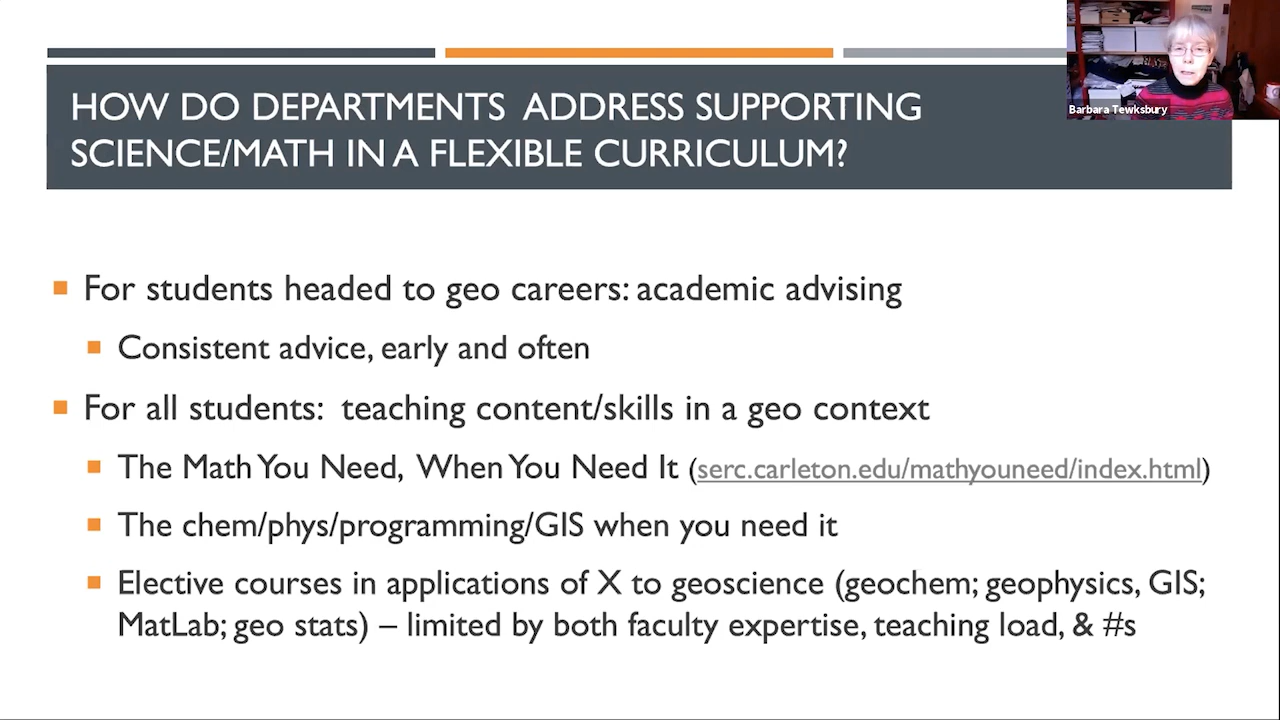 Barbara Tewksbury
HOW DO DEPARTMENTS ADDRESS SUPPORTING
SCIENCE/MATH IN A FLEXIBLE CURRICULUM?
For students headed to geo careers: academic advising
Consistent advice, early and often
For all students: teaching content/skills in a geo context
The Math You Need, When You Need It (serc.carleton.edu/mathyouneed/index.html)
The chem/phys/programming/GIS when you need it
Elective courses in applications of X to geoscience (geochem; geophysics, GIS;
MatLab; geo stats) – limited by both faculty expertise, teaching load, & #s